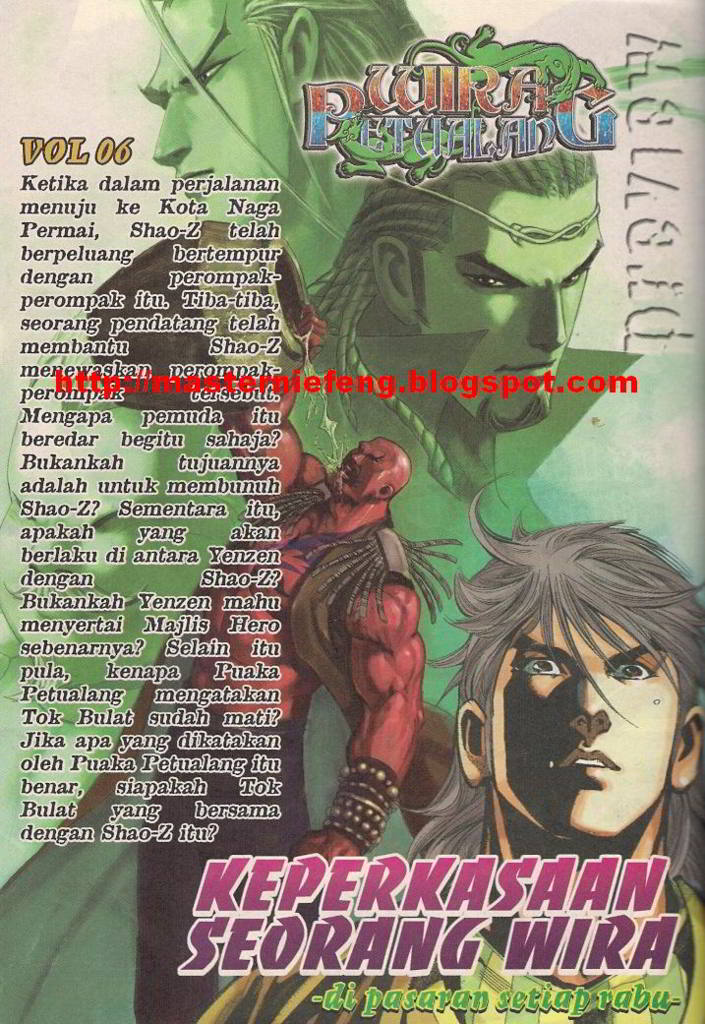 WIRA
PETUALANG
VOL 06
Ketika dalam perjalanan
menuju ke Kota Naga
Permai, Shao-Z telah
berpeluang bertempur
dengan perompak-
perompak itu. Tiba-tiba,
seorang pendatang telah
membantu Shao-Z
menewaskan perompak-
perompak tersebut.
http://masterniefeng.blogspot.com
Mengapa pemuda itu
beredar begitu sahaja?
Bukankah tujuannya
adalah untuk membunuh
Shao-Z? Sementara itu,
apakah yang akan
berlaku di antara Yenzen
dengan Shao-Z?
Bukankah Yenzen mahu
menyertai Majlis Hero
sebenarnya? Selain itu
pula, kenapa Puaka
Petualang mengatakan
Tok Bulat sudah mati?
Jika apa yang dikatakan
oleh Puaka Petualang itu
benar, siapakah Tok
Bulat yang bersama
dengan Shao-Z itu?
KEPERKASAAN
SEORANG WIRA
-di pasaran setiap rabu-